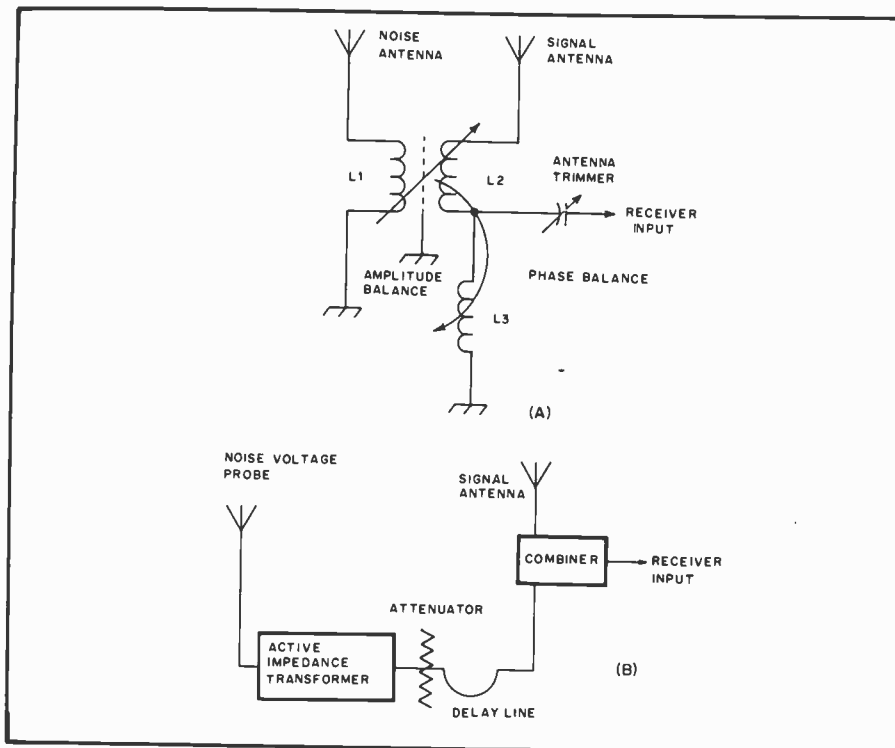 NOISE
ANTENNA
SIGNAL
ANTENNA
L1
L2
ANTENNA
TRIMMER
RECEIVER
INPUT
AMPLITUDE
BALANCE
PHASE BALANCE
L3
(A)
NOISE VOLTAGE
PROBE
SIGNAL
ANTENNA
COMBINER
RECEIVER
INPUT
ATTENUATOR
ACTIVE
IMPEDANCE
TRANSFORMER
(B)
DELAY LINE